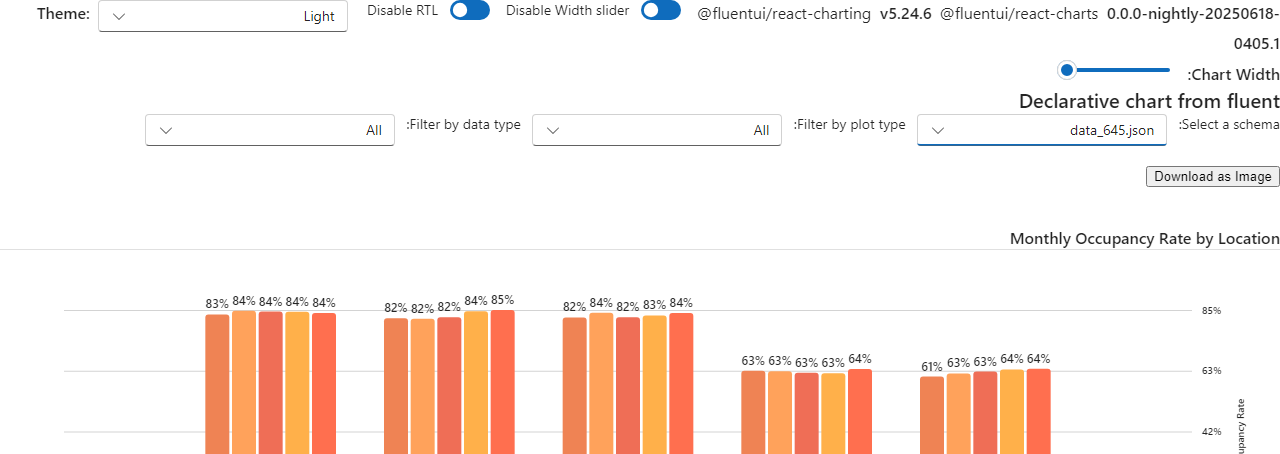 Theme:
Light
Disable RTL
Disable Width slider
@fluentui/react-charting v5.24.6 @fluentui/react-charts 0.0.0-nightly-20250618-
0405.1
:Chart Width
Declarative chart from fluent
:Select a schema
data_645.json
:Filter by plot type
All
:Filter by data type
All
Download as Image
Monthly Occupancy Rate by Location
83% 84% 84% 84% 84%
82% 82% 82% 84% 85%
82% 84% 82% 83% 84%
63% 63% 63% 63% 64%
61% 63% 63% 64% 64%
85%
63%
42%
Rate